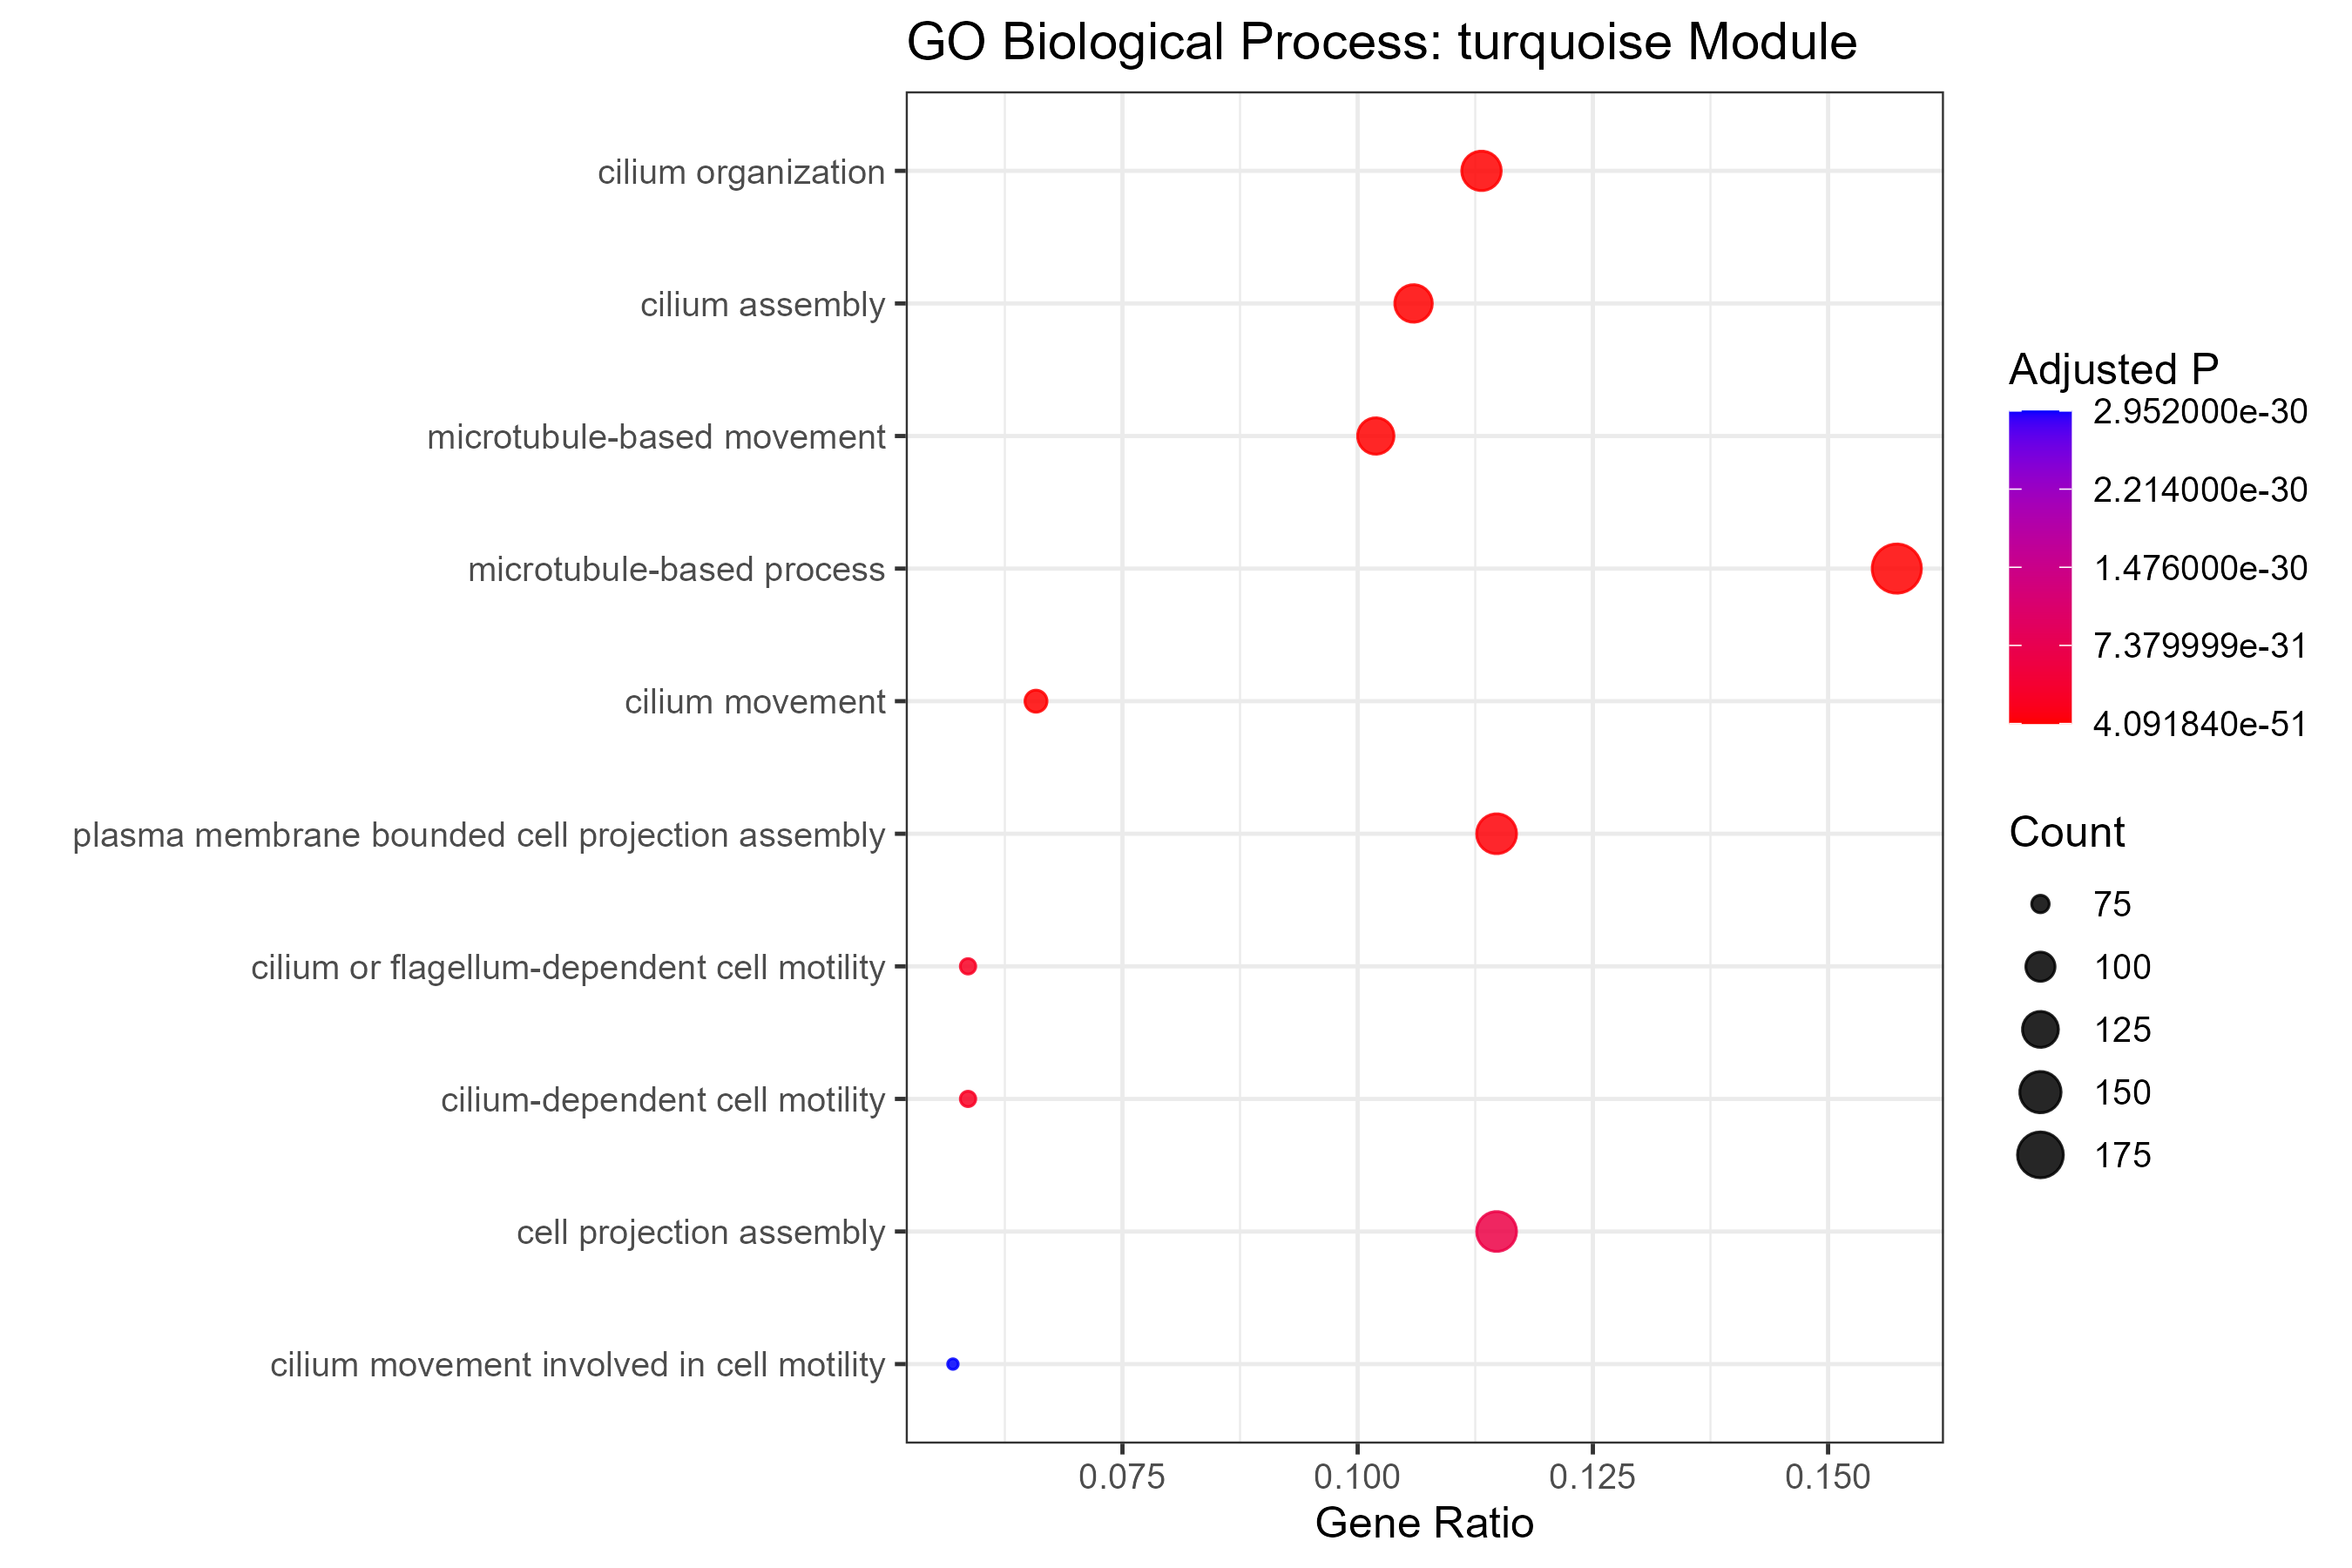 GO Biological Process: turquoise Module
cilium organization
cilium assembly
microtubule-based movement
microtubule-based process
cilium movement
plasma membrane bounded cell projection assembly
cilium or flagellum-dependent cell motility
cilium-dependent cell motility
cell projection assembly
cilium movement involved in cell motility
0.075
0.100
0.125
0.150
Gene Ratio
Adjusted P
2.952000e-30
2.214000e-30
1.476000e-30
7.379999e-31
4.091840e-51
Count
75
100
125
150
175